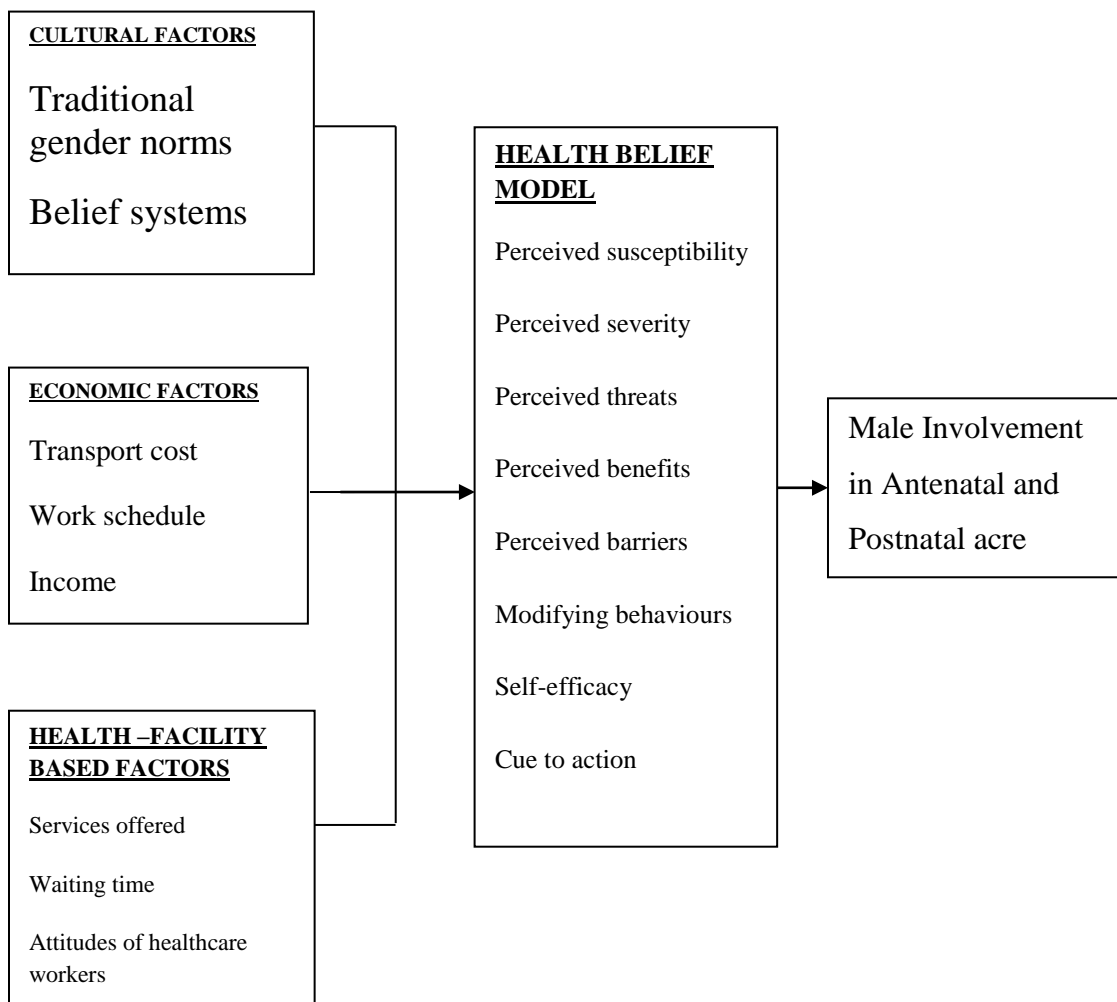 CULTURAL FACTORS
Traditional
gender norms
Belief systems
ECONOMIC FACTORS
Transport cost
Work schedule
Income
HEALTH –FACILITY
BASED FACTORS
Services offered
Waiting time
Attitudes of healthcare
workers
HEALTH BELIEF
MODEL
Perceived susceptibility
Perceived severity
Perceived threats
Perceived benefits
Perceived barriers
Modifying behaviours
Self-efficacy
Cue to action
Male Involvement
in Antenatal and
Postnatal acre